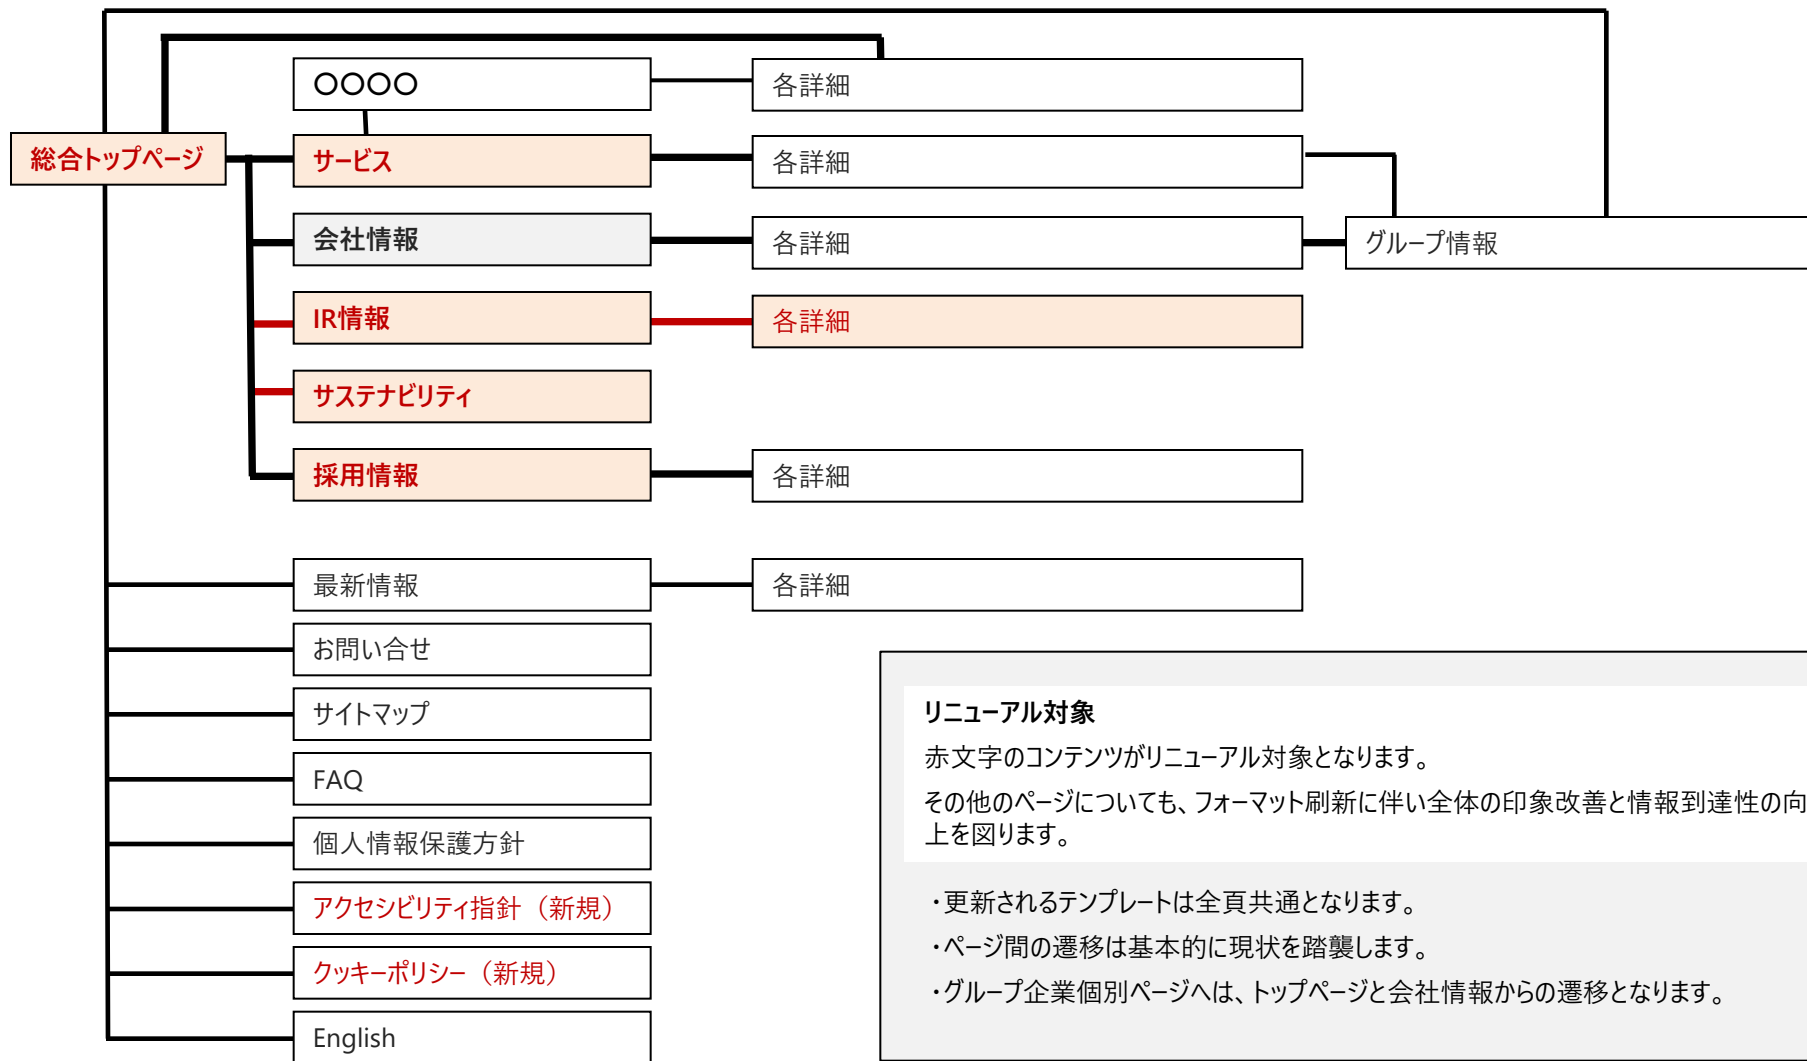 〇〇〇〇
各詳細
総合トップページ
サービス
各詳細
会社情報
各詳細
グループ情報
IR情報
各詳細
サステナビリティ
採用情報
各詳細
最新情報
各詳細
お問い合せ
サイトマップ
FAQ
個人情報保護方針
アクセシビリティ指針（新規）
クッキーポリシー（新規）
English
リニューアル対象
赤文字のコンテンツがリニューアル対象となります。
その他のページについても、フォーマット刷新に伴い全体の印象改善と情報到達性の向
上を図ります。
・更新されるテンプレートは全頁共通となります。
・ページ間の遷移は基本的に現状を踏襲します。
・グループ企業個別ページへは、トップページと会社情報からの遷移となります。